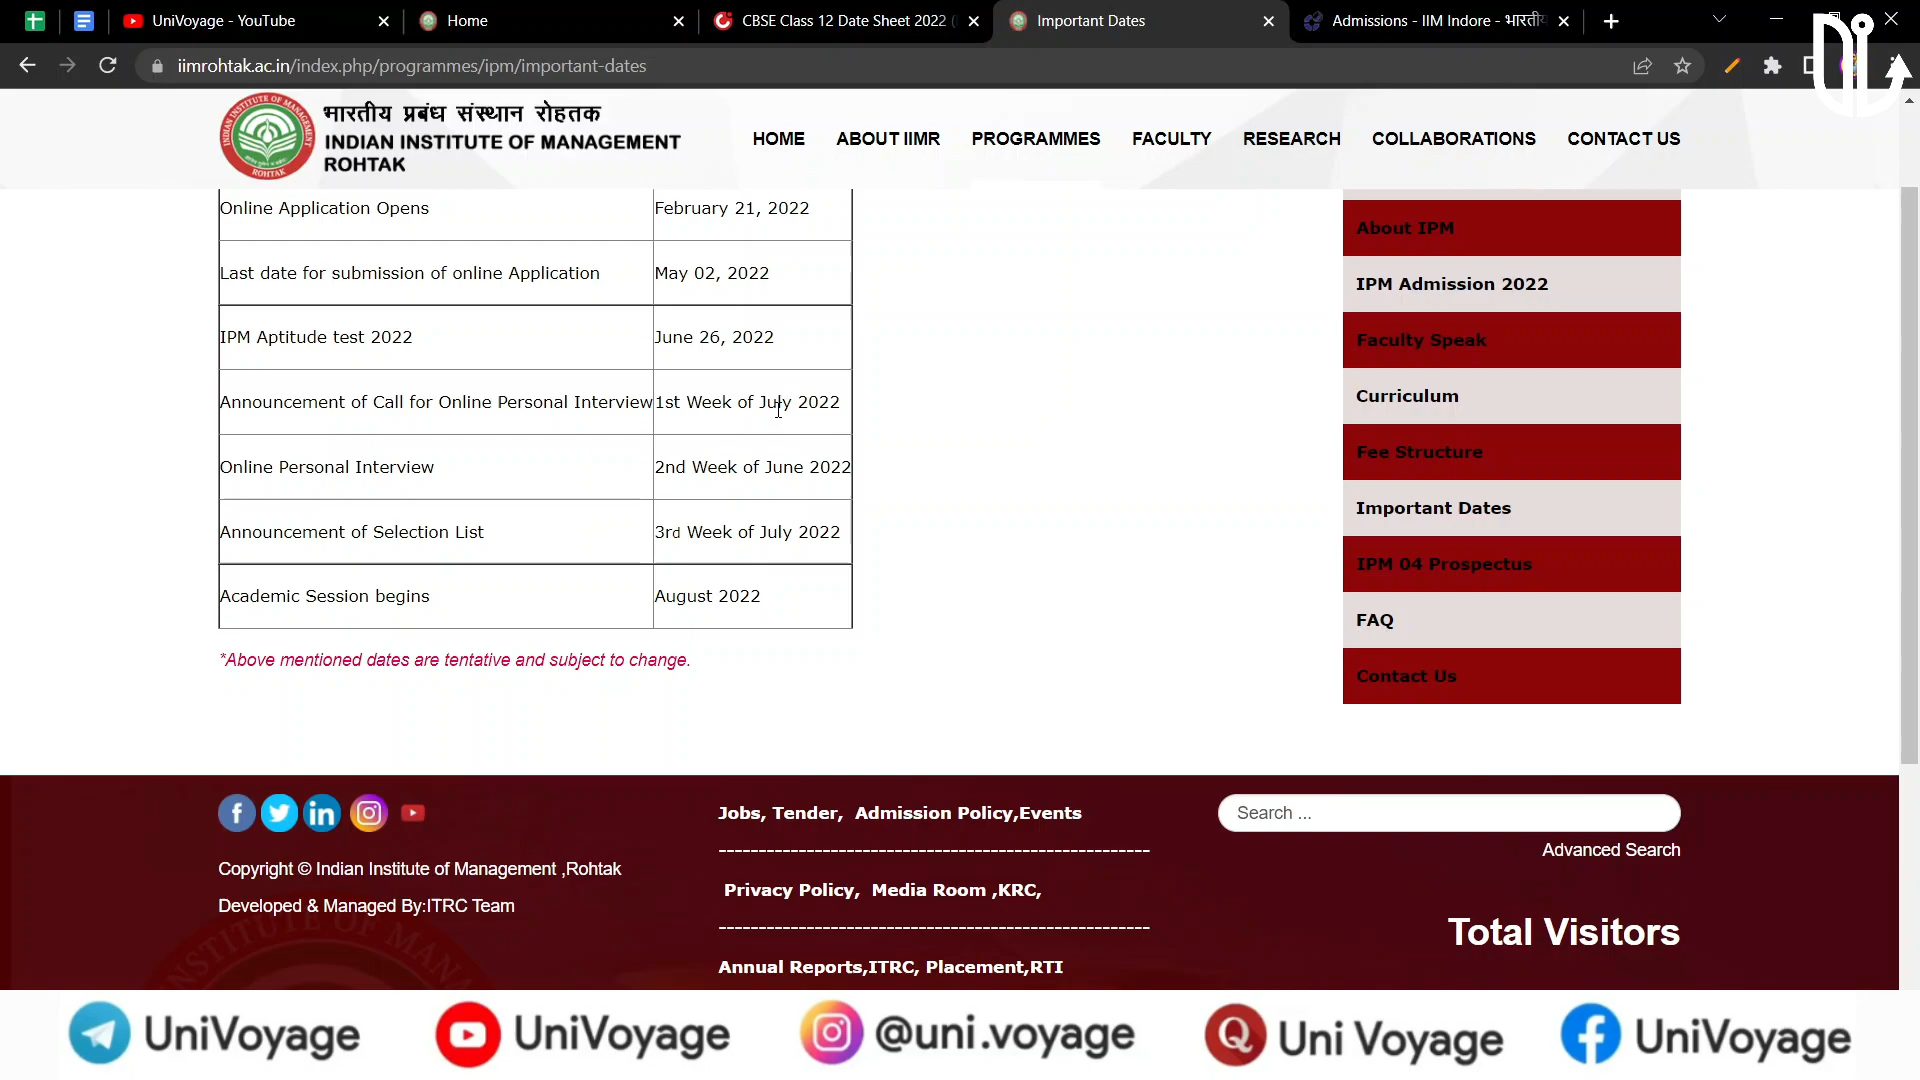 UniVoyage - YouTube
Home
CBSE Class 12 Date Sheet 2022 (
Important Dates
Admissions - IIM Indore - भारतीय
iimrohtak.ac.in/index.php/programmes/ipm/important-dates
भारतीय प्रबंध संस्थान रोहतक
INDIAN INSTITUTE OF MANAGEMENT
ROHTAK
HOME
ABOUT IIMR
PROGRAMMES
FACULTY
RESEARCH
COLLABORATIONS
CONTACT US
Online Application Opens February 21, 2022
Last date for submission of online Application May 02, 2022
IPM Aptitude test 2022 June 26, 2022
Announcement of Call for Online Personal Interview 1st Week of July 2022
Online Personal Interview 2nd Week of June 2022
Announcement of Selection List 3rd Week of July 2022
Academic Session begins August 2022
*Above mentioned dates are tentative and subject to change.
About IPM
IPM Admission 2022
Faculty Speak
Curriculum
Fee Structure
Important Dates
IPM 04 Prospectus
FAQ
Contact Us
Copyright © Indian Institute of Management ,Rohtak
Developed & Managed By:ITRC Team
Jobs, Tender, Admission Policy,Events
------------------------------------------------------
Privacy Policy, Media Room ,KRC,
------------------------------------------------------
Annual Reports,ITRC, Placement,RTI
Search ...
Advanced Search
Total Visitors
UniVoyage
UniVoyage
@uni.voyage
Uni Voyage
UniVoyage